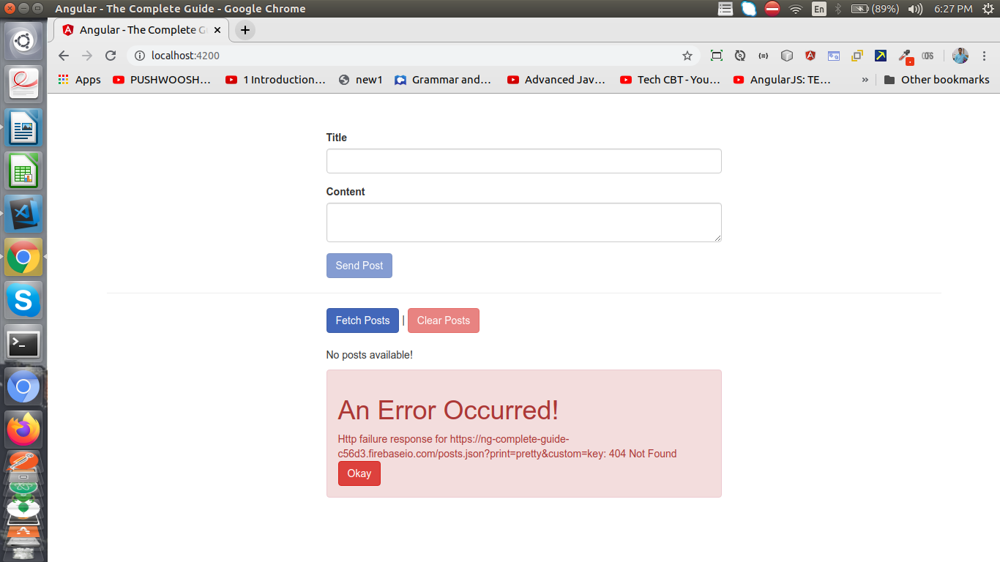 Angular - The Complete Guide - Google Chrome
En
(89%)
6:27 PM
Angular - The Complete G
localhost:4200
Apps
PUSHWOOSH…
1 Introduction…
new1
Grammar and…
Advanced Jav…
Tech CBT - You…
AngularJS: TE…
»
Other bookmarks
Title
Content
Send Post
Fetch Posts | Clear Posts
No posts available!
An Error Occurred!
Http failure response for https://ng-complete-guide-
c56d3.firebaseio.com/posts.json?print=pretty&custom=key: 404 Not Found
Okay